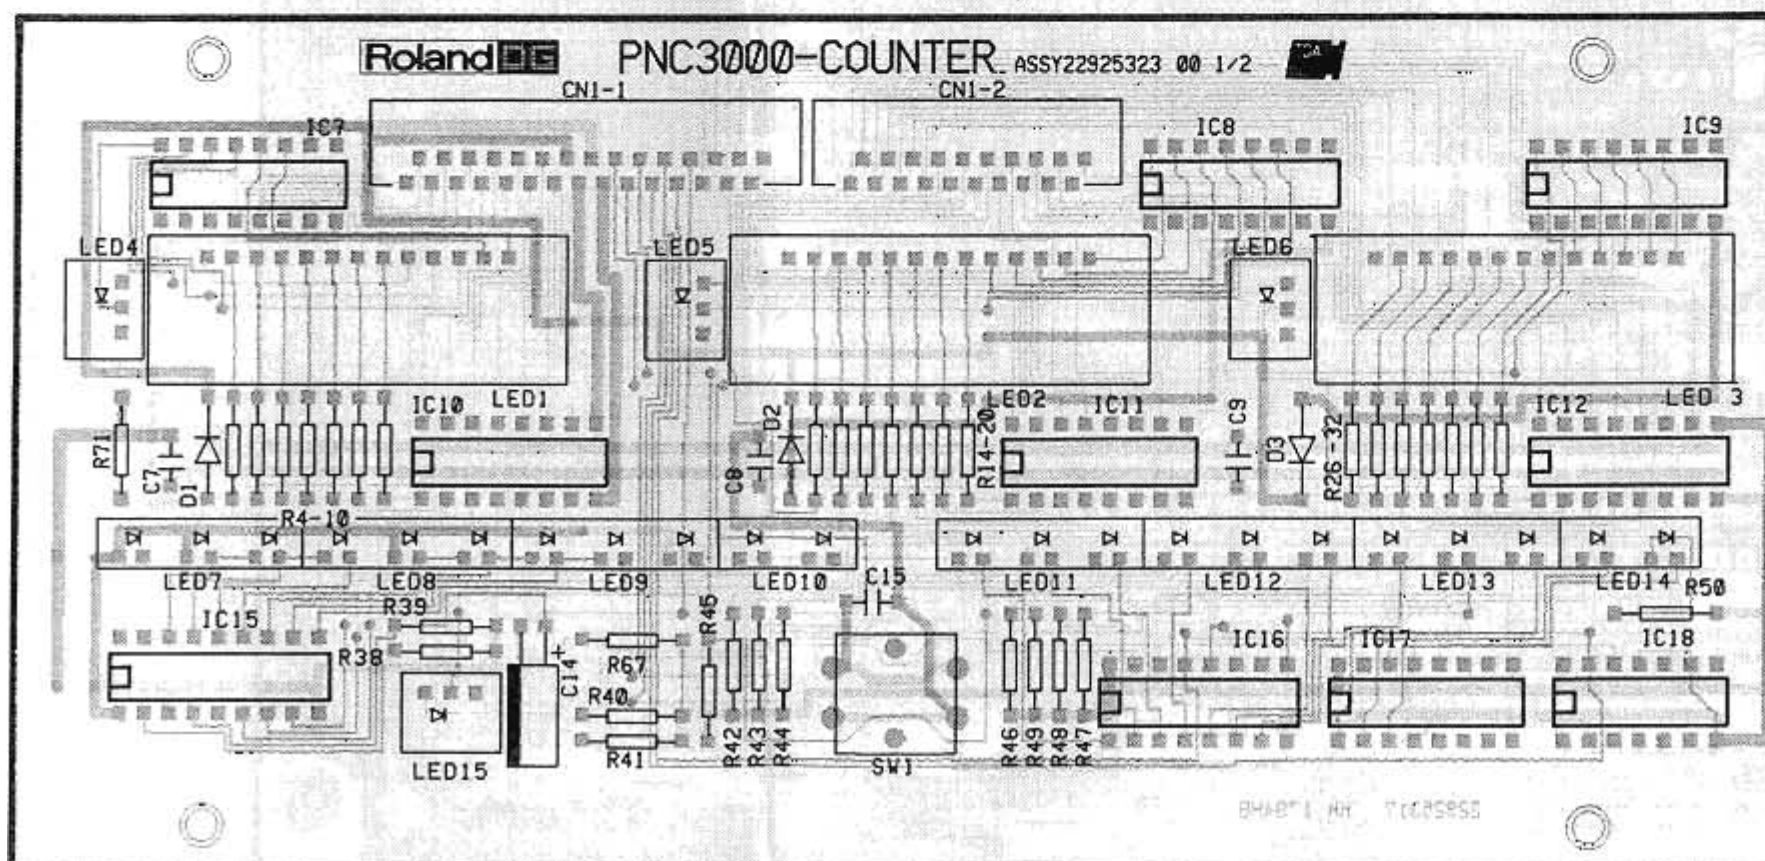 Roland DG PNC3000-COUNTER ASSY22925323 00 1/2
CN1-1 CN1-2
IC7 IC8 IC9
LED4 LED5 LED6
LED1 LED2 LED 3
IC10 IC11 IC12
R71 C7 D1 C8 D2 R14-20 C9 D3 R26-32
R4-10
LED7 LED8 LED9 LED10 LED11 LED12 LED13 LED14
C15 R50
IC15 R39 R45 IC16 IC17 IC18
R38 + C14 R67
R40
R41 R42 R43 R44 R46 R49 R48 R47
LED15 SW1